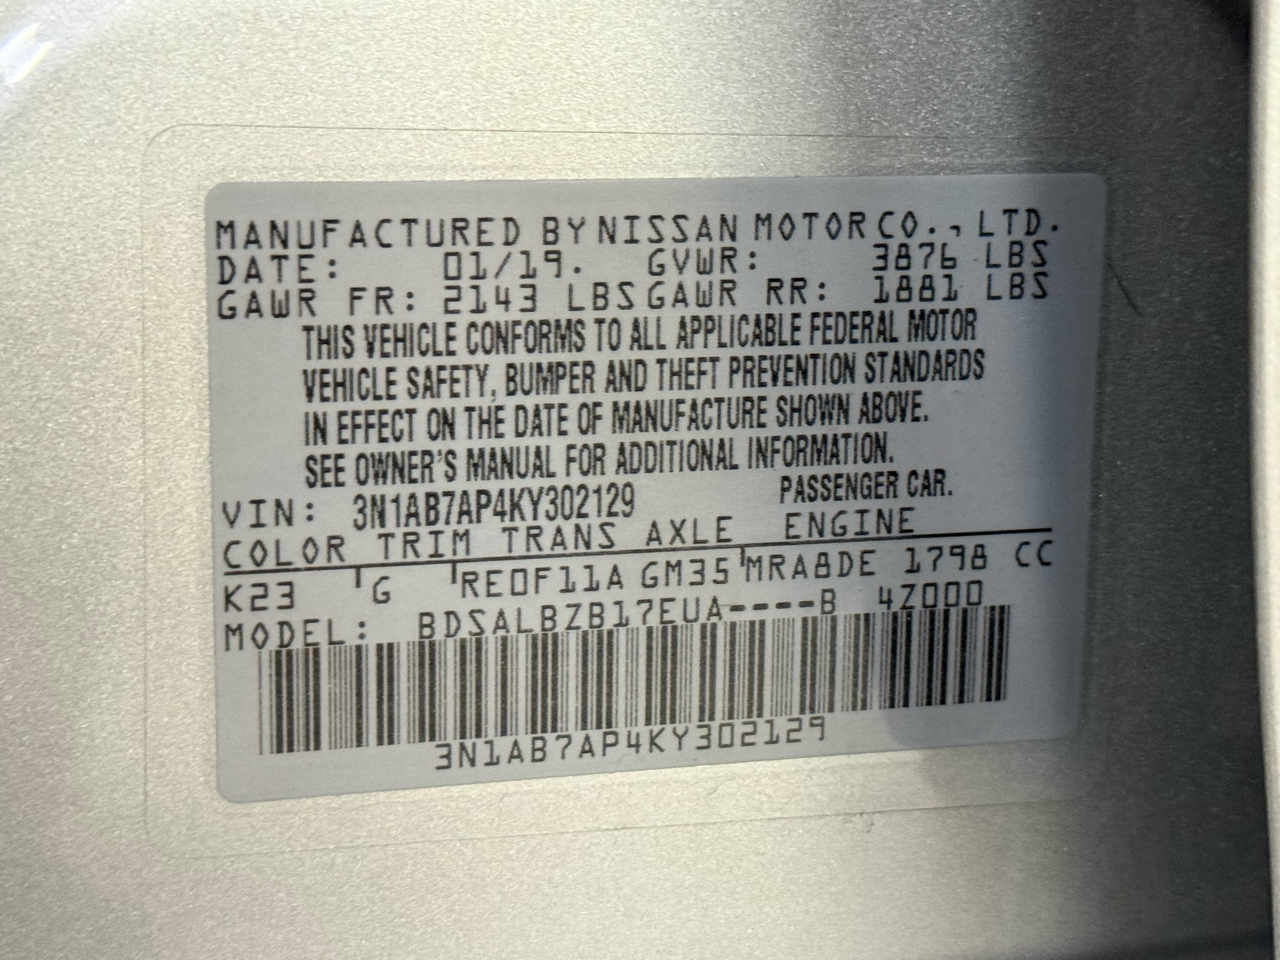 MANUFACTURED BY NISSAN MOTOR CO., LTD.
DATE: 01/19. GVWR: 3876 LBS
GAWR FR: 2143 LBS GAWR RR: 1881 LBS
THIS VEHICLE CONFORMS TO ALL APPLICABLE FEDERAL MOTOR
VEHICLE SAFETY, BUMPER AND THEFT PREVENTION STANDARDS
IN EFFECT ON THE DATE OF MANUFACTURE SHOWN ABOVE.
SEE OWNER'S MANUAL FOR ADDITIONAL INFORMATION.
VIN: 3N1AB7AP4KY302129 PASSENGER CAR.
COLOR TRIM TRANS AXLE ENGINE
K23 G RE0F11A GM35 MRA8DE 1798 CC
MODEL: BDSALBZB17EUA----B 4Z000
3N1AB7AP4KY302129